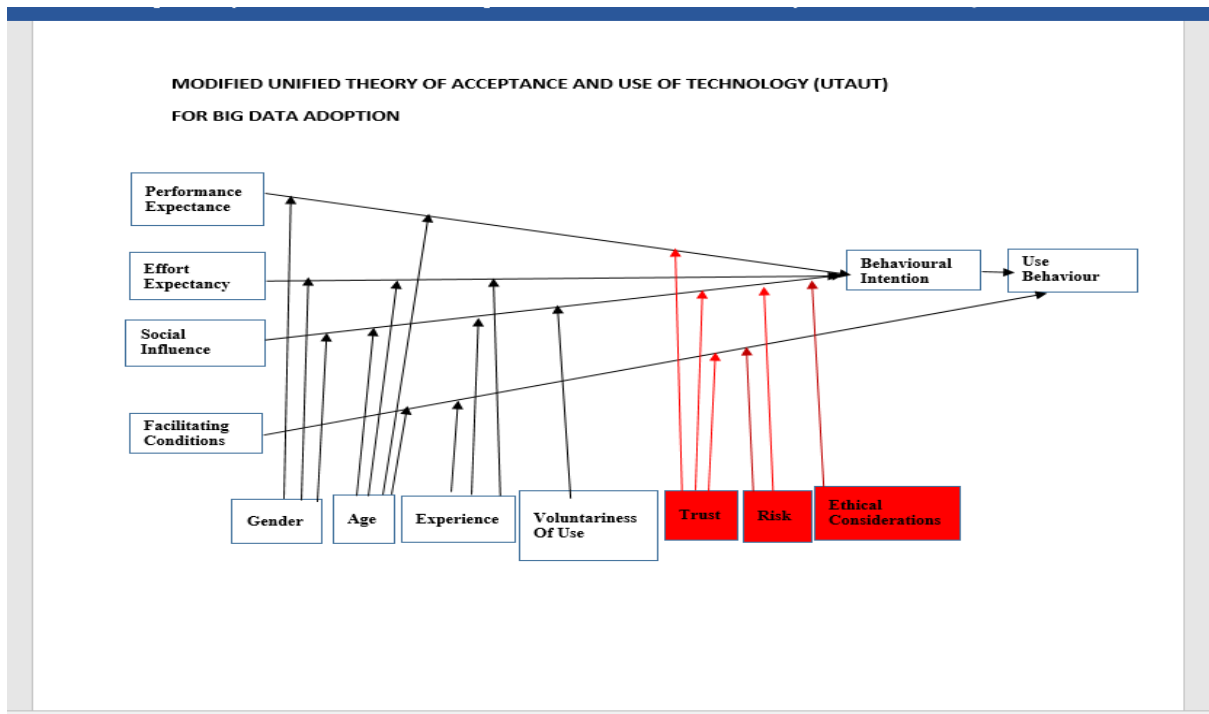 MODIFIED UNIFIED THEORY OF ACCEPTANCE AND USE OF TECHNOLOGY (UTAUT)
FOR BIG DATA ADOPTION
Performance
Expectance
Effort
Expectancy
Social
Influence
Facilitating
Conditions
Behavioural
Intention
Use
Behaviour
Gender
Age
Experience
Voluntariness
Of Use
Trust
Risk
Ethical
Considerations